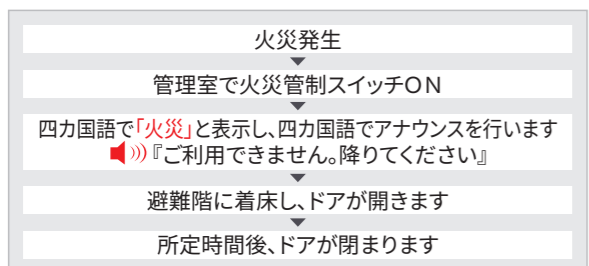 火災発生
管理室で火災管制スイッチON
四カ国語で「火災」と表示し、四カ国語でアナウンスを行います
『ご利用できません。降りてください』
避難階に着床し、ドアが開きます
所定時間後、ドアが閉まります